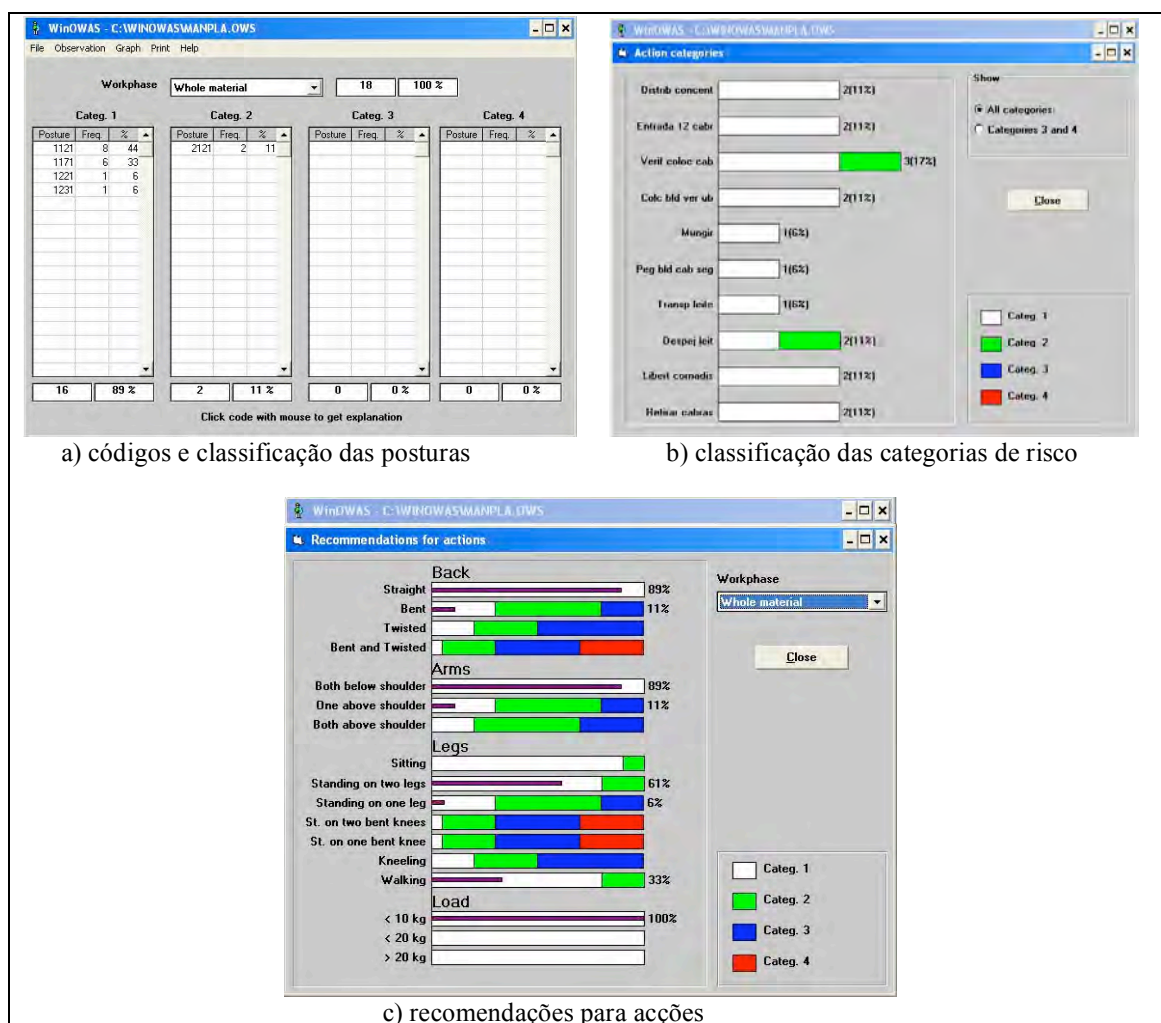 WinOWAS - C:\WINOWAS\MANPLA.OWS
File Observation Graph Print Help
Workphase Whole material 18 100 %
Categ. 1 Categ. 2 Categ. 3 Categ. 4
Posture Freq. % Posture Freq. % Posture Freq. % Posture Freq. %
1121 8 44 2121 2 11
1171 6 33
1221 1 6
1231 1 6
16 89 % 2 11 % 0 0 % 0 0 %
Click code with mouse to get explanation
a) códigos e classificação das posturas
WinOWAS - C:\WINOWAS\MANPLA.OWS
Action categories
Distrib concent 2(11%)
Entrada 12 cabr 2(11%)
Verif coloc cab 3(17%)
Colc bld ver ub 2(11%)
Mungir 1(6%)
Peg bld cab seg 1(6%)
Transp leite 1(6%)
Despej leit 2(11%)
Libert comadis 2(11%)
2(11%)
Show
All categories
Categories 3 and 4
Close
Categ. 1
Categ. 2
Categ. 3
Categ. 4
b) classificação das categorias de risco
WinOWAS - C:\WINOWAS\MANPLA.OWS
Recommendations for actions
Back
Straight 89%
Bent 11%
Twisted
Bent and Twisted
Arms
Both below shoulder 89%
One above shoulder 11%
Both above shoulder
Legs
Sitting
Standing on two legs 61%
Standing on one leg 6%
St. on two bent knees
St. on one bent knee
Kneeling
Walking 33%
Load
< 10 kg 100%
< 20 kg
> 20 kg
Workphase
Whole material
Close
Categ. 1
Categ. 2
Categ. 3
Categ. 4
c) recomendações para acções